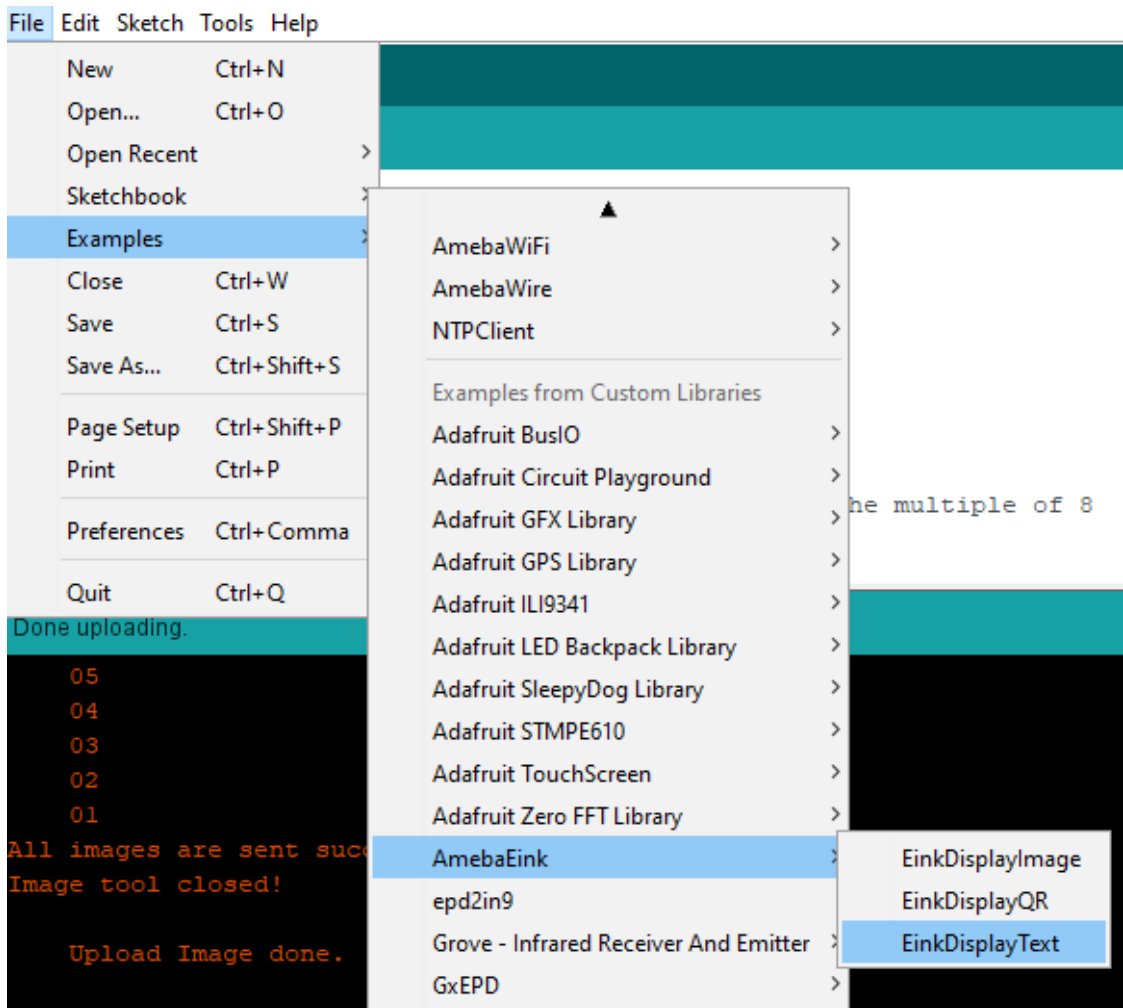 File Edit Sketch Tools Help
New Ctrl+N
Open... Ctrl+O
Open Recent
Sketchbook
Examples
Close Ctrl+W
Save Ctrl+S
Save As... Ctrl+Shift+S
Page Setup Ctrl+Shift+P
Print Ctrl+P
Preferences Ctrl+Comma
Quit Ctrl+Q
AmebaWiFi
AmebaWire
NTPClient
Examples from Custom Libraries
Adafruit BusIO
Adafruit Circuit Playground
Adafruit GFX Library
Adafruit GPS Library
Adafruit ILI9341
Adafruit LED Backpack Library
Adafruit SleepyDog Library
Adafruit STMPE610
Adafruit TouchScreen
Adafruit Zero FFT Library
AmebaEink
epd2in9
Grove - Infrared Receiver And Emitter
GxEPD
EinkDisplayImage
EinkDisplayQR
EinkDisplayText
he multiple of 8
Done uploading.
05
04
03
02
01
All images are sent succ
Image tool closed!
Upload Image done.